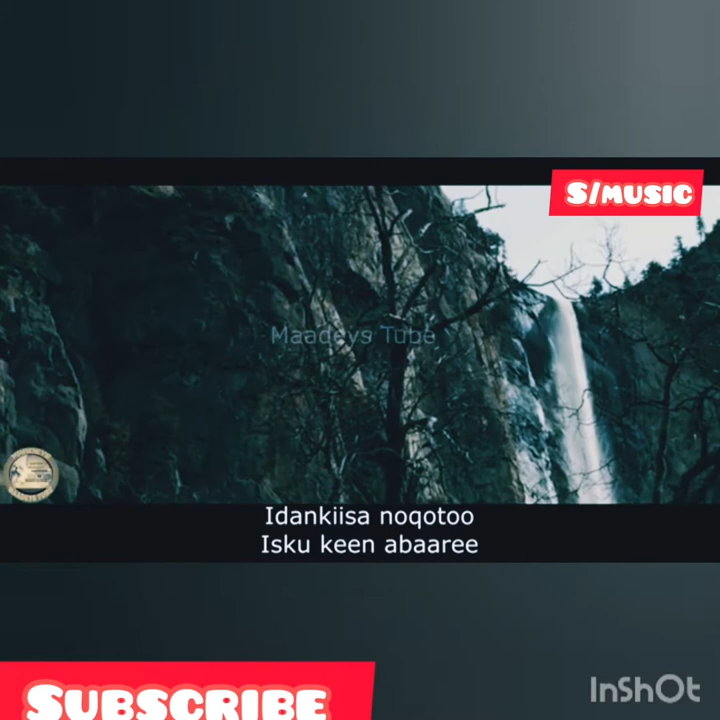 S/MUSIC
Maadeys Tube
Idankiisa noqotoo
Isku keen abaaree
SUBSCRIBE
InShOt